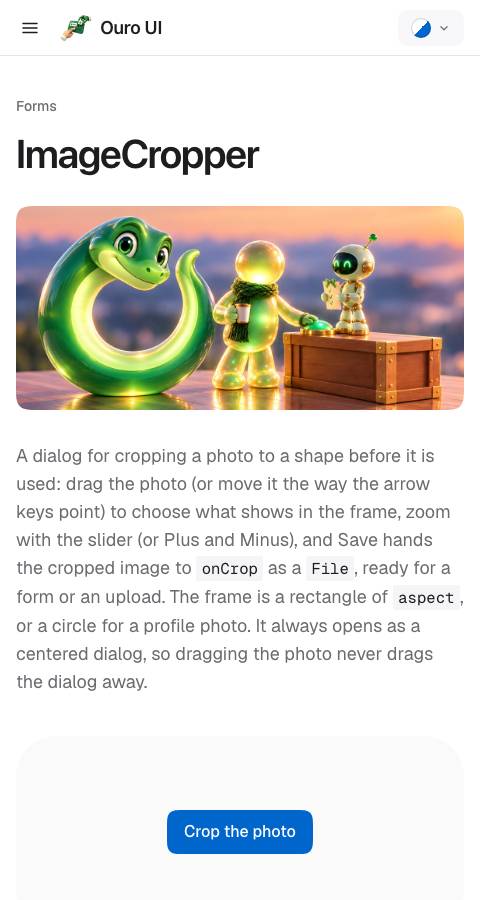 Ouro UI
Forms
ImageCropper
A dialog for cropping a photo to a shape before it is
used: drag the photo (or move it the way the arrow
keys point) to choose what shows in the frame, zoom
with the slider (or Plus and Minus), and Save hands
the cropped image to onCrop as a File, ready for a
form or an upload. The frame is a rectangle of aspect,
or a circle for a profile photo. It always opens as a
centered dialog, so dragging the photo never drags
the dialog away.
Crop the photo